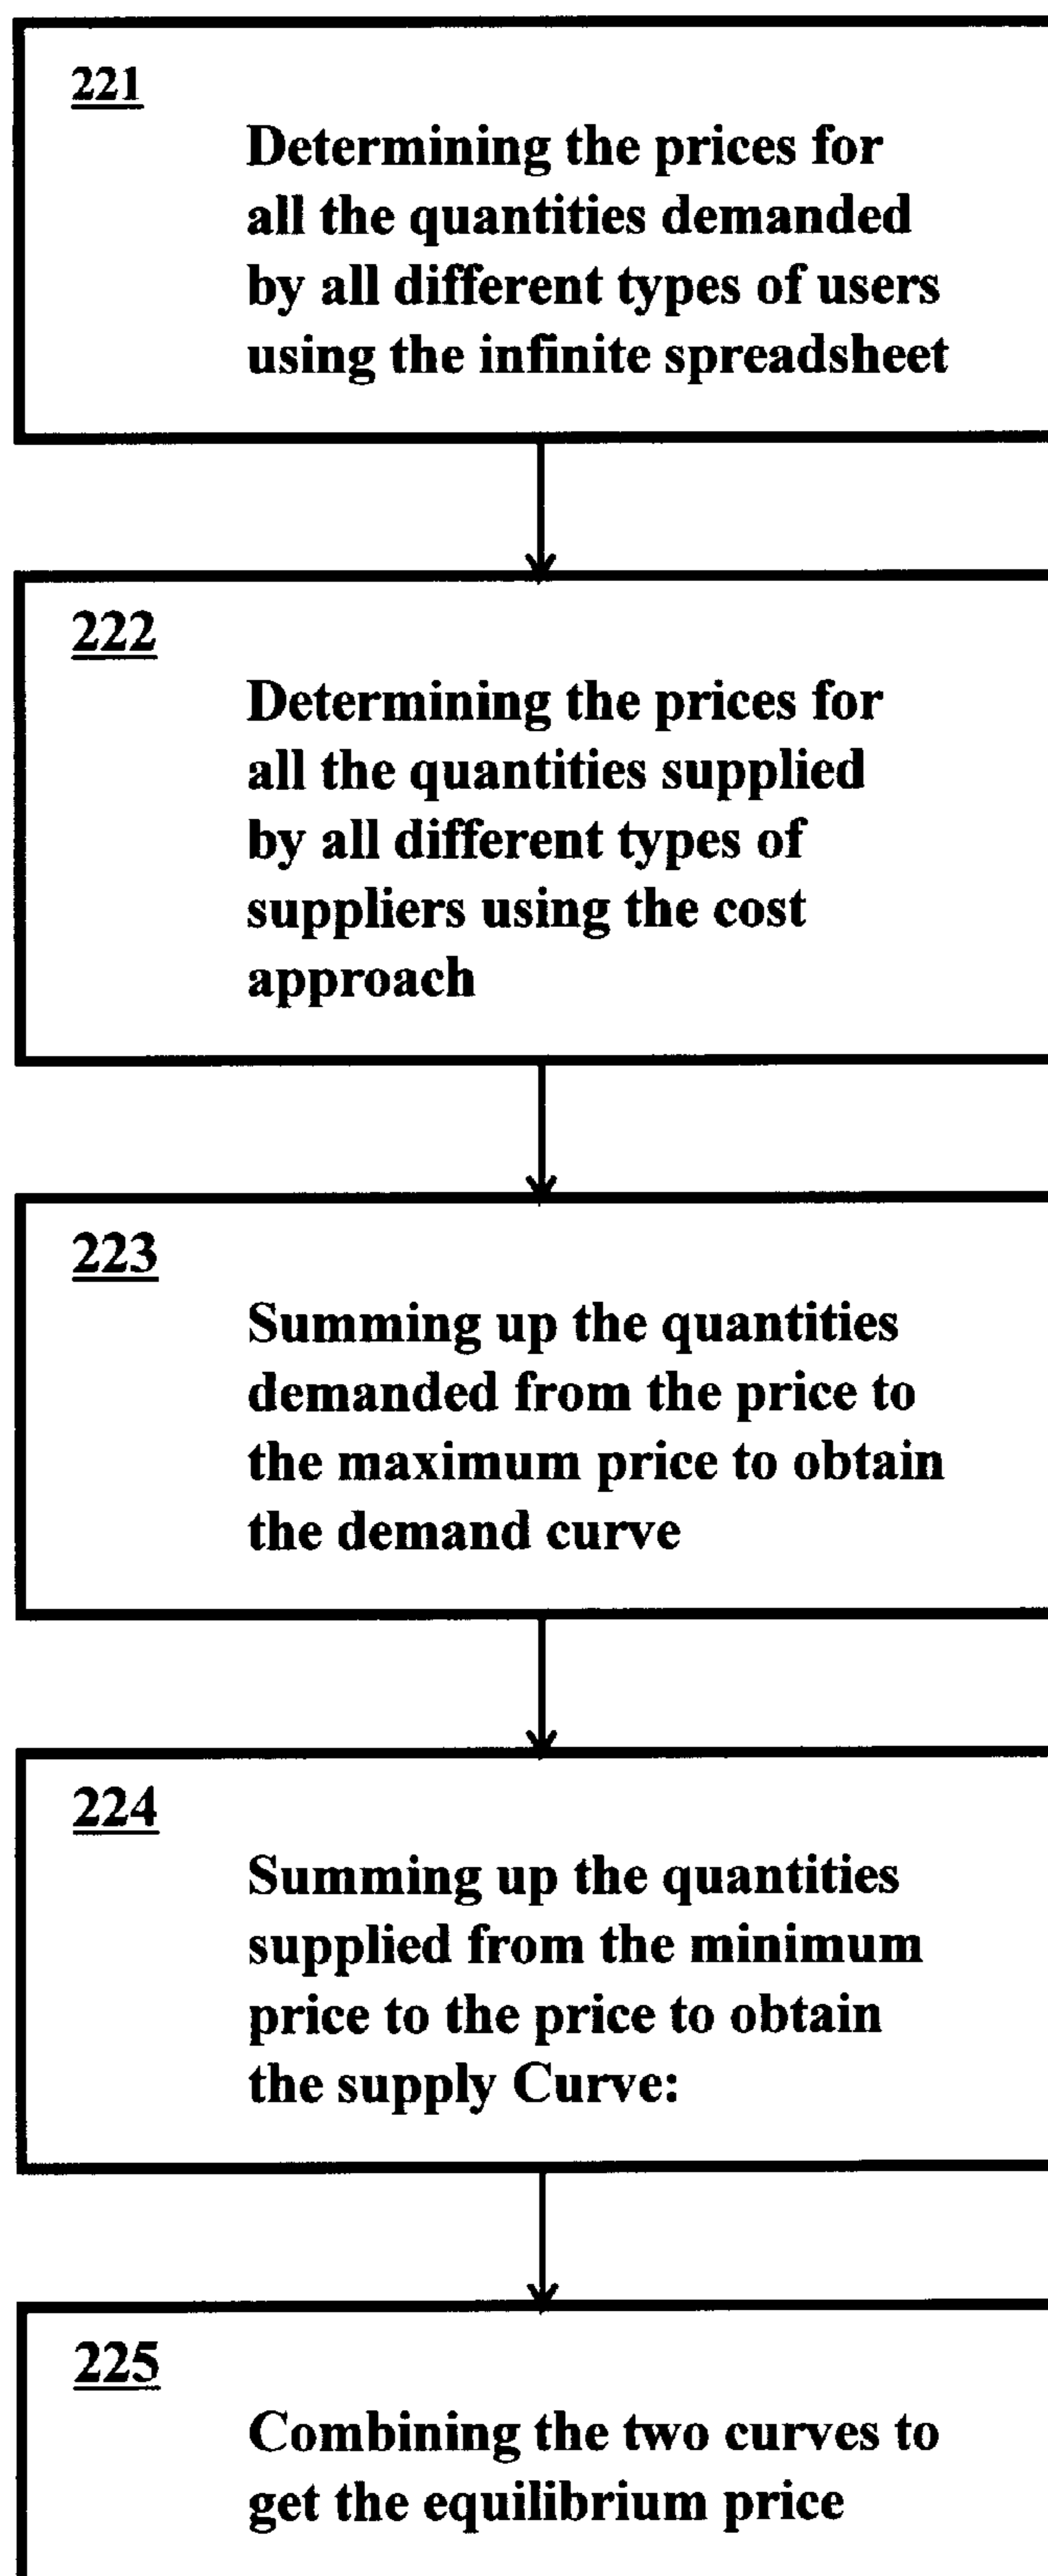 221
Determining the prices for
all the quantities demanded
by all different types of users
using the infinite spreadsheet
222
Determining the prices for
all the quantities supplied
by all different types of
suppliers using the cost
approach
223
Summing up the quantities
demanded from the price to
the maximum price to obtain
the demand curve
224
Summing up the quantities
supplied from the minimum
price to the price to obtain
the supply Curve:
225
Combining the two curves to
get the equilibrium price